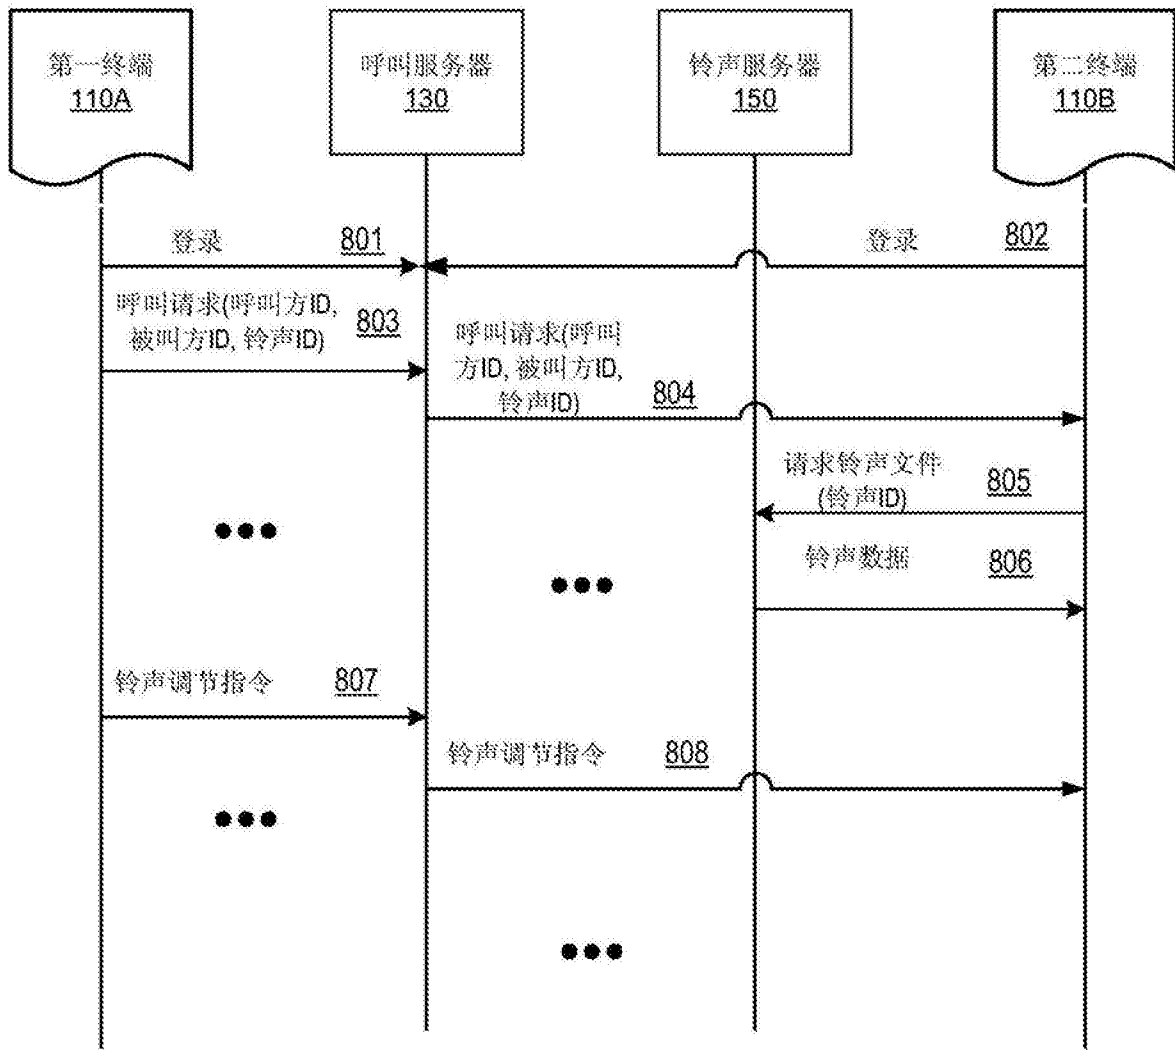 第一终端
110A
呼叫服务器
130
铃声服务器
150
第二终端
110B
登录
801
登录
802
呼叫请求(呼叫方ID,
被叫方ID, 铃声ID)
803
呼叫请求(呼叫
方ID, 被叫方ID,
铃声ID)
804
请求铃声文件
(铃声ID)
805
铃声数据
806
铃声调节指令
807
铃声调节指令
808